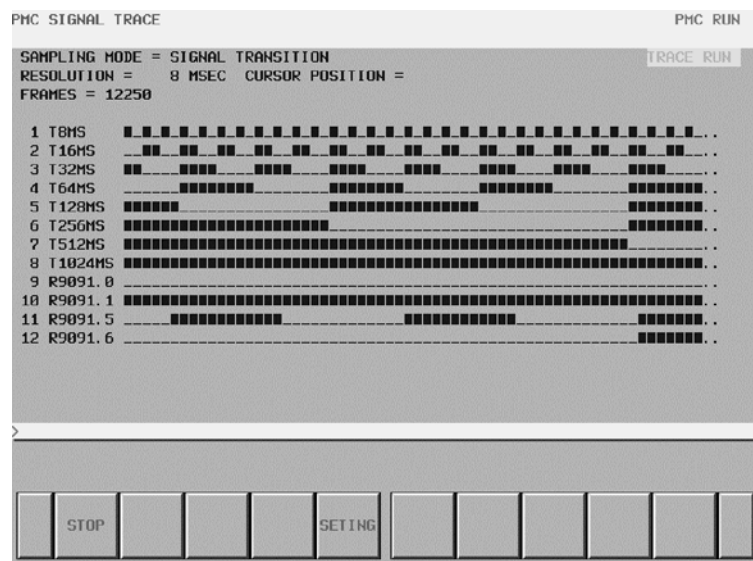 PMC SIGNAL TRACE PMC RUN
SAMPLING MODE = SIGNAL TRANSITION TRACE RUN
RESOLUTION = 8 MSEC CURSOR POSITION =
FRAMES = 12250
1 T8MS
2 T16MS
3 T32MS
4 T64MS
5 T128MS
6 T256MS
7 T512MS
8 T1024MS
9 R9091.0
10 R9091.1
11 R9091.5
12 R9091.6
>
STOP SETING